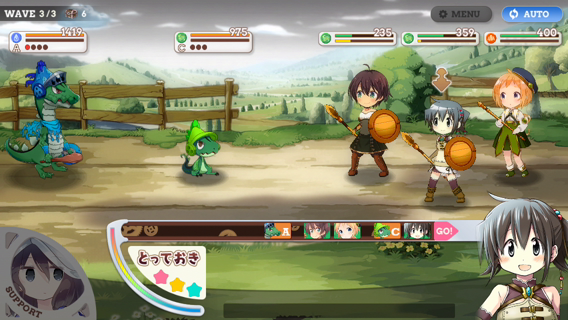 WAVE 3/3 6
MENU
AUTO
1419
A
975
C
235
359
400
A
C
GO!
とっておき
SUPPORT